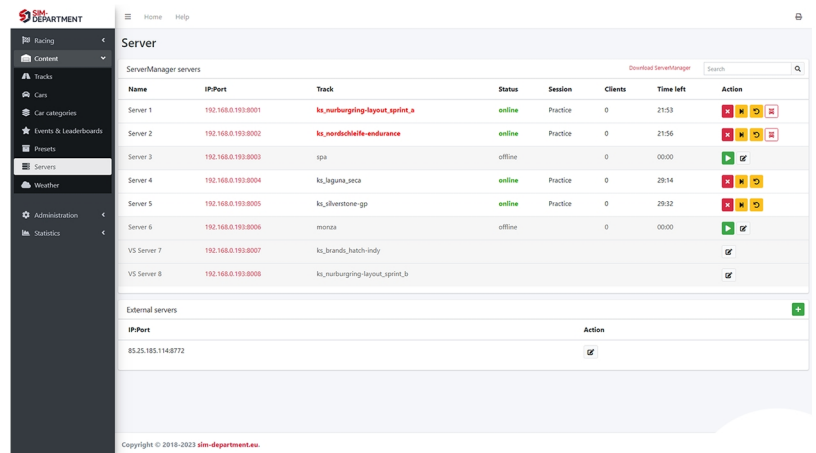 SIM-
DEPARTMENT
Home Help
Racing
Content
Tracks
Cars
Car categories
Events & Leaderboards
Presets
Servers
Weather
Administration
Statistics
Server
ServerManager servers Download ServerManager Search
Name IP:Port Track Status Session Clients Time left Action
Server 1 192.168.0.193:8001 ks_nurburgring-layout_sprint_a online Practice 0 21:53
Server 2 192.168.0.193:8002 ks_nordschleife-endurance online Practice 0 21:56
Server 3 192.168.0.193:8003 spa offline 0 00:00
Server 4 192.168.0.193:8004 ks_laguna_seca online Practice 0 29:14
Server 5 192.168.0.193:8005 ks_silverstone-gp online Practice 0 29:32
Server 6 192.168.0.193:8006 monza offline 0 00:00
VS Server 7 192.168.0.193:8007 ks_brands_hatch-indy
VS Server 8 192.168.0.193:8008 ks_nurburgring-layout_sprint_b
External servers
IP:Port Action
85.25.185.114:8772
Copyright © 2018-2023 sim-department.eu.